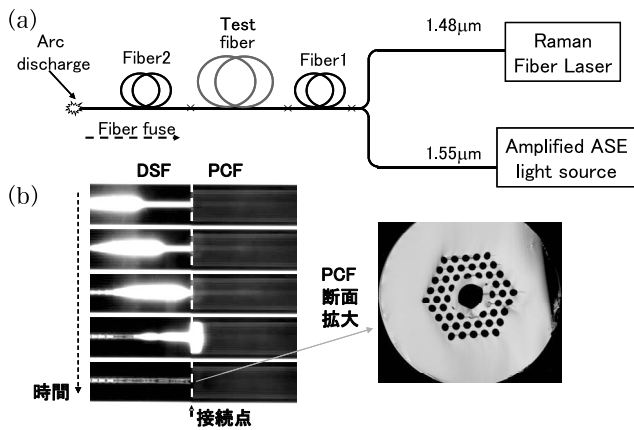 (a)
Arc
discharge
Fiber2
Test
fiber
Fiber1
Fiber fuse
1.48μm
Raman
Fiber Laser
1.55μm
Amplified ASE
light source
(b)
DSF
PCF
時間
接続点
PCF
断面
拡大